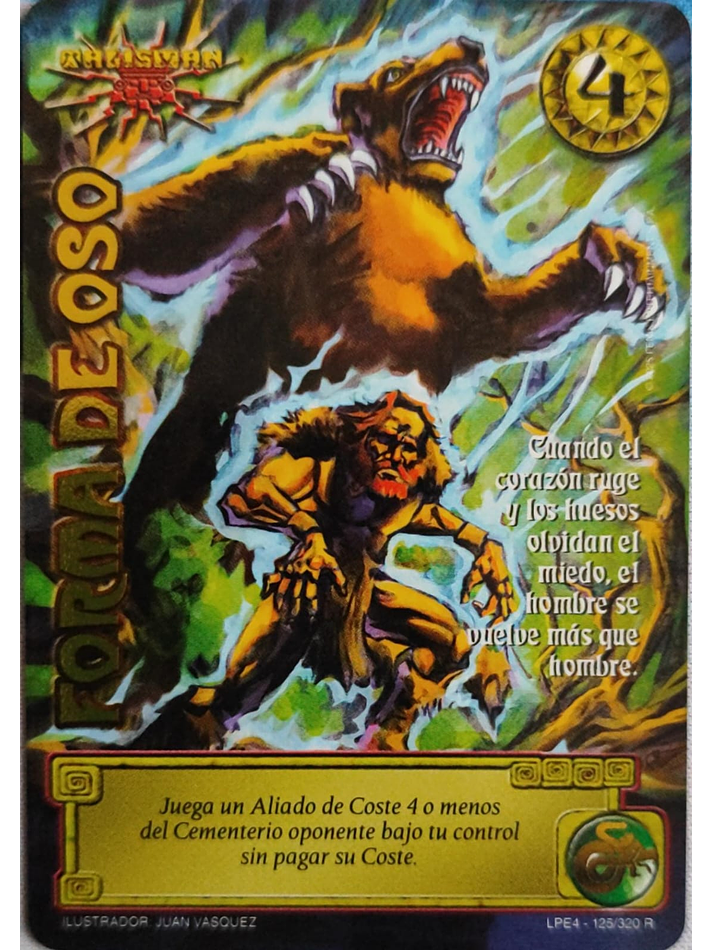 TALISMAN
4
FORMA DE OSO
Cuando el
corazón ruge
y los huesos
olvidan el
miedo, el
hombre se
vuelve más que
hombre.
Juega un Aliado de Coste 4 o menos
del Cementerio oponente bajo tu control
sin pagar su Coste.
ILUSTRADOR: JUAN VASQUEZ
LPE4 - 125/320 R